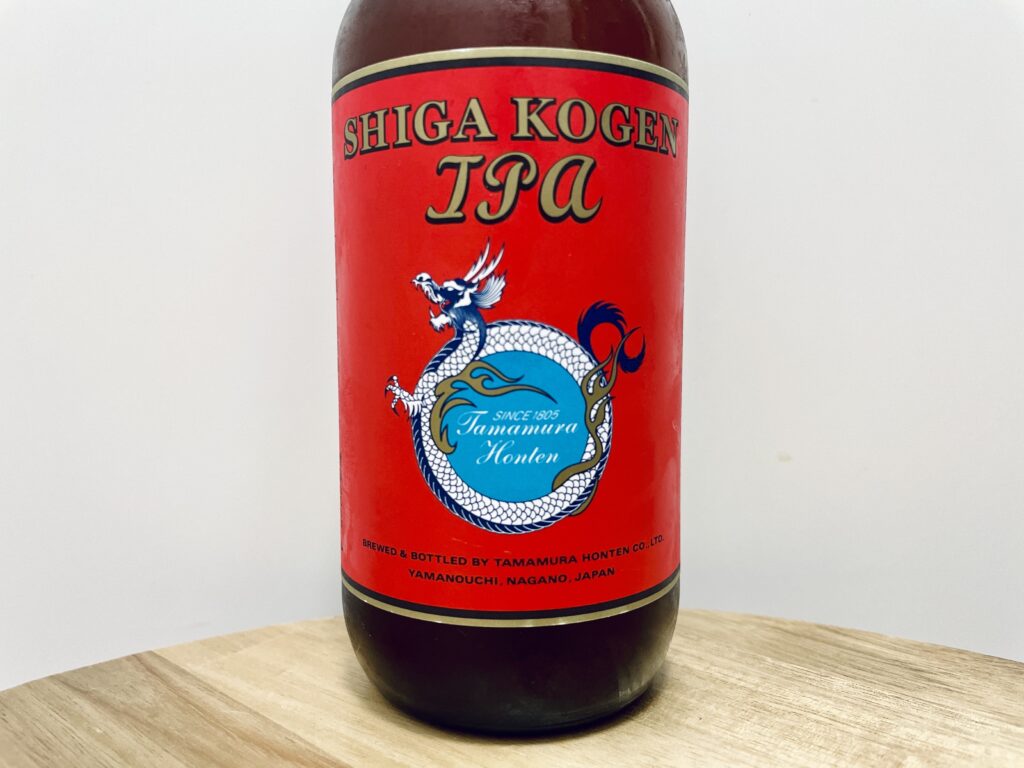 SHIGA KOGEN
IPA
SINCE 1805
Tamamura
Honten
BREWED & BOTTLED BY TAMAMURA HONTEN CO., LTD.
YAMANOUCHI, NAGANO, JAPAN